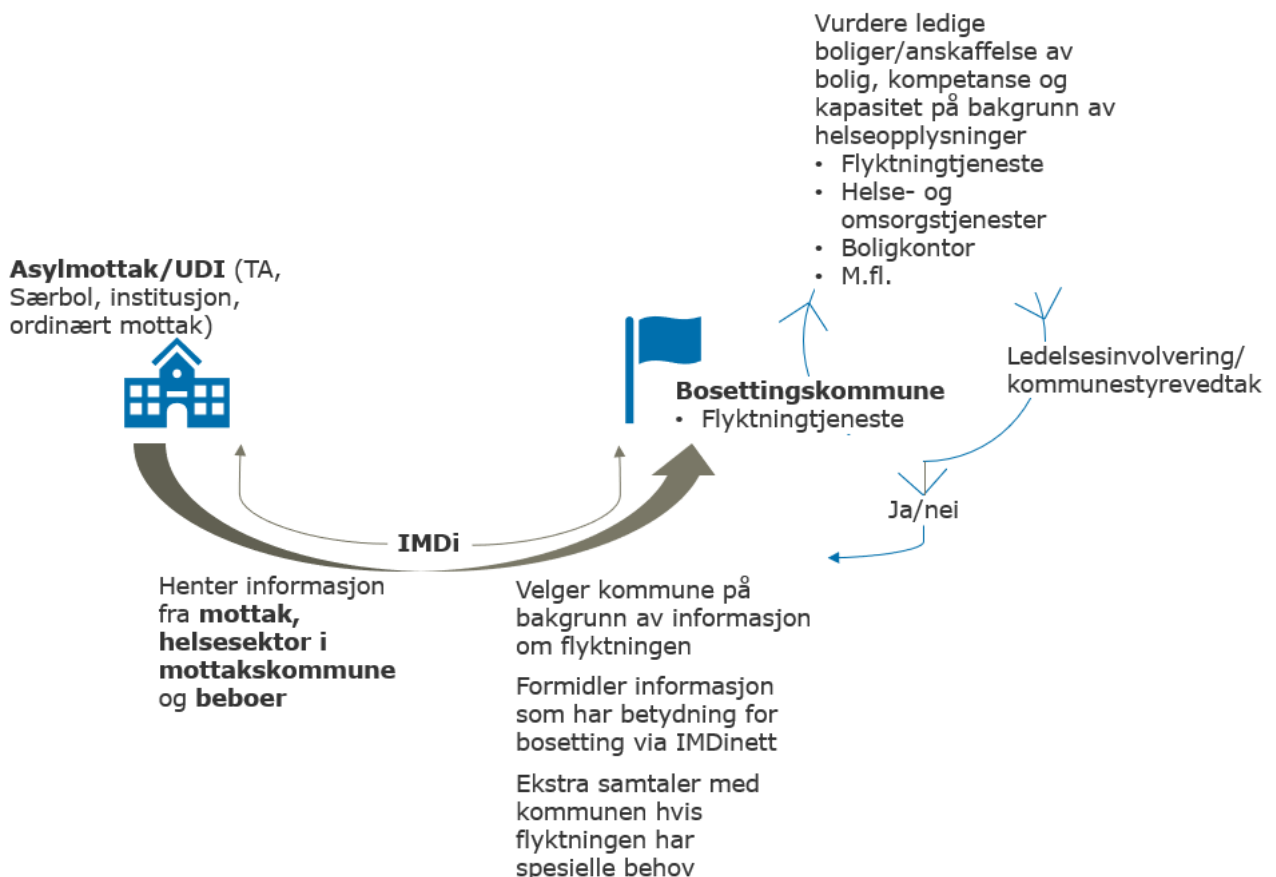 Vurdere ledige
boliger/anskaffelse av
bolig, kompetanse og
kapasitet på bakgrunn av
helseopplysninger
• Flyktningtjeneste
• Helse- og
omsorgstjenester
• Boligkontor
• M.fl.
Asylmottak/UDI (TA,
Særbol, institusjon,
ordinært mottak)
Ledelsesinvolvering/
kommunestyrevedtak
Bosettingskommune
• Flyktningtjeneste
Ja/nei
IMDi
Henter informasjon
fra mottak,
helsesektor i
mottakskommune
og beboer
Velger kommune på
bakgrunn av informasjon
om flyktningen
Formidler informasjon
som har betydning for
bosetting via IMDinett
Ekstra samtaler med
kommunen hvis
flyktningen har
spesielle behov